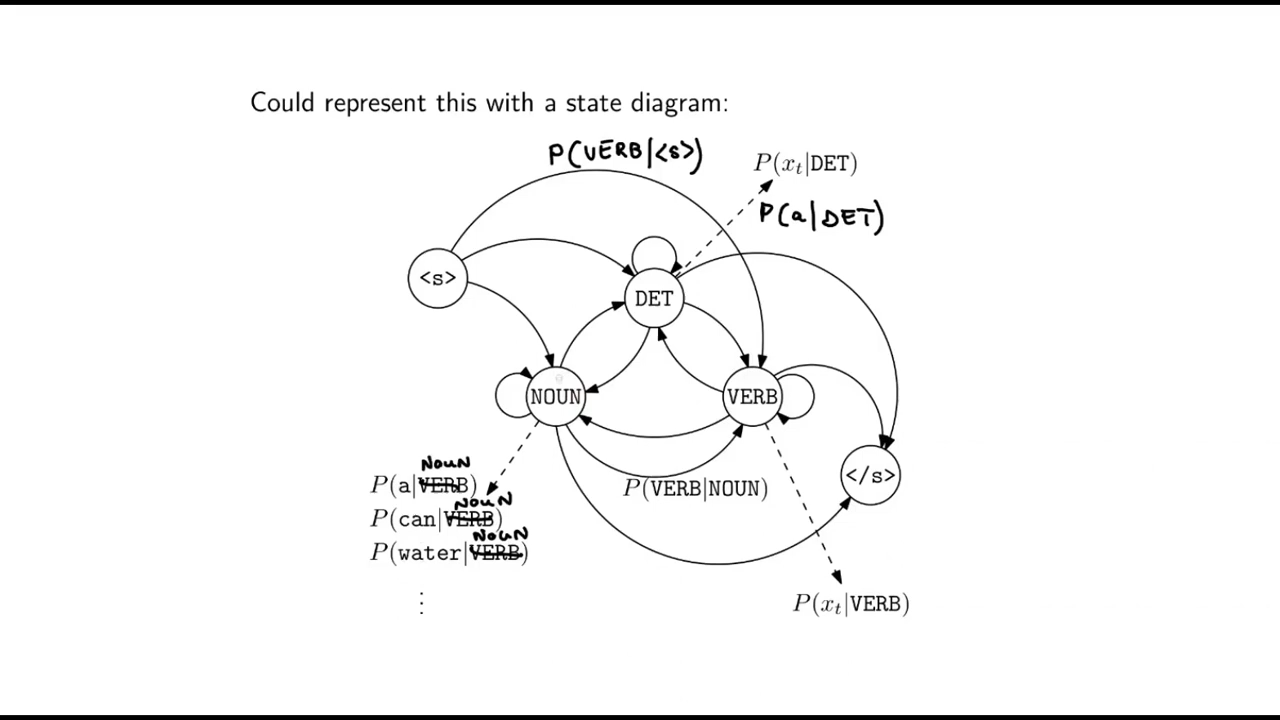 Could represent this with a state diagram:
P(VERB|<s>)
P(x_t|DET)
P(a|DET)
<s>
DET
NOUN
VERB
</s>
NOUN
P(a|VERB)
NOUN
P(can|VERB)
NOUN
P(water|VERB)
⋮
P(VERB|NOUN)
P(x_t|VERB)